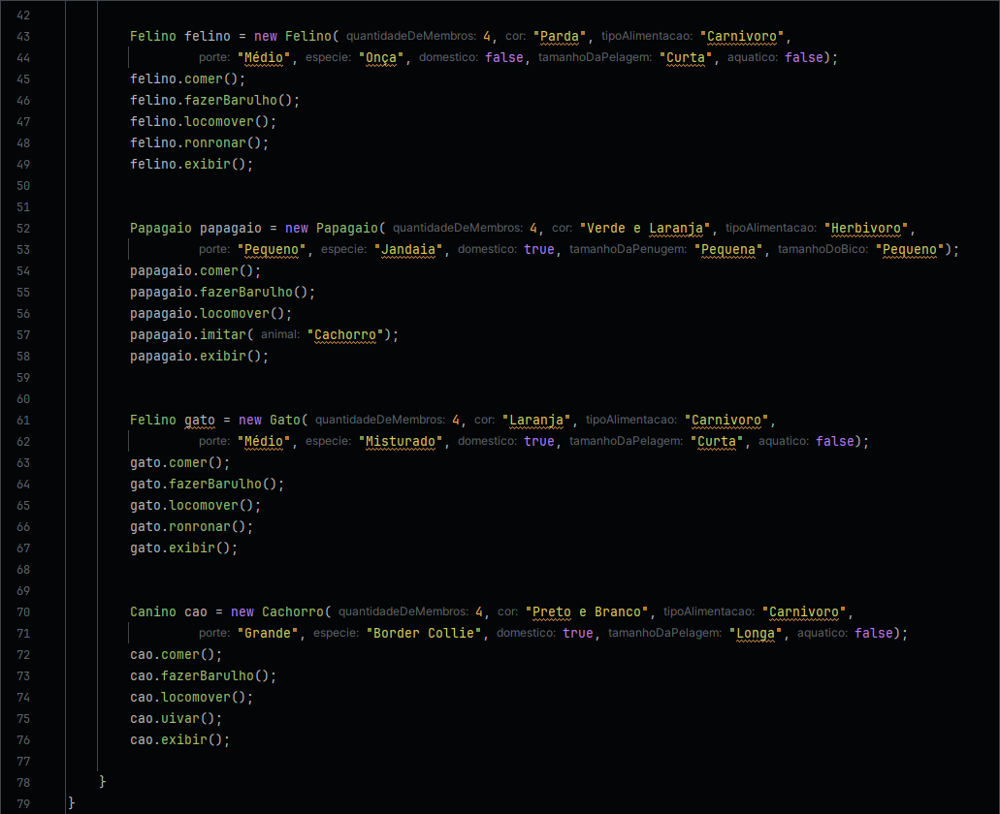 42
43 Felino felino = new Felino( quantidadeDeMembros: 4, cor: "Parda", tipoAlimentacao: "Carnivoro",
44 porte: "Médio", especie: "Onça", domestico: false, tamanhoDaPelagem: "Curta", aquatico: false);
45 felino.comer();
46 felino.fazerBarulho();
47 felino.locomover();
48 felino.ronronar();
49 felino.exibir();
50
51
52 Papagaio papagaio = new Papagaio( quantidadeDeMembros: 4, cor: "Verde e Laranja", tipoAlimentacao: "Herbivoro",
53 porte: "Pequeno", especie: "Jandaia", domestico: true, tamanhoDaPenugem: "Pequena", tamanhoDoBico: "Pequeno");
54 papagaio.comer();
55 papagaio.fazerBarulho();
56 papagaio.locomover();
57 papagaio.imitar( animal: "Cachorro");
58 papagaio.exibir();
59
60
61 Felino gato = new Gato( quantidadeDeMembros: 4, cor: "Laranja", tipoAlimentacao: "Carnivoro",
62 porte: "Médio", especie: "Misturado", domestico: true, tamanhoDaPelagem: "Curta", aquatico: false);
63 gato.comer();
64 gato.fazerBarulho();
65 gato.locomover();
66 gato.ronronar();
67 gato.exibir();
68
69
70 Canino cao = new Cachorro( quantidadeDeMembros: 4, cor: "Preto e Branco", tipoAlimentacao: "Carnivoro",
71 porte: "Grande", especie: "Border Collie", domestico: true, tamanhoDaPelagem: "Longa", aquatico: false);
72 cao.comer();
73 cao.fazerBarulho();
74 cao.locomover();
75 cao.uivar();
76 cao.exibir();
77
78 }
79 }